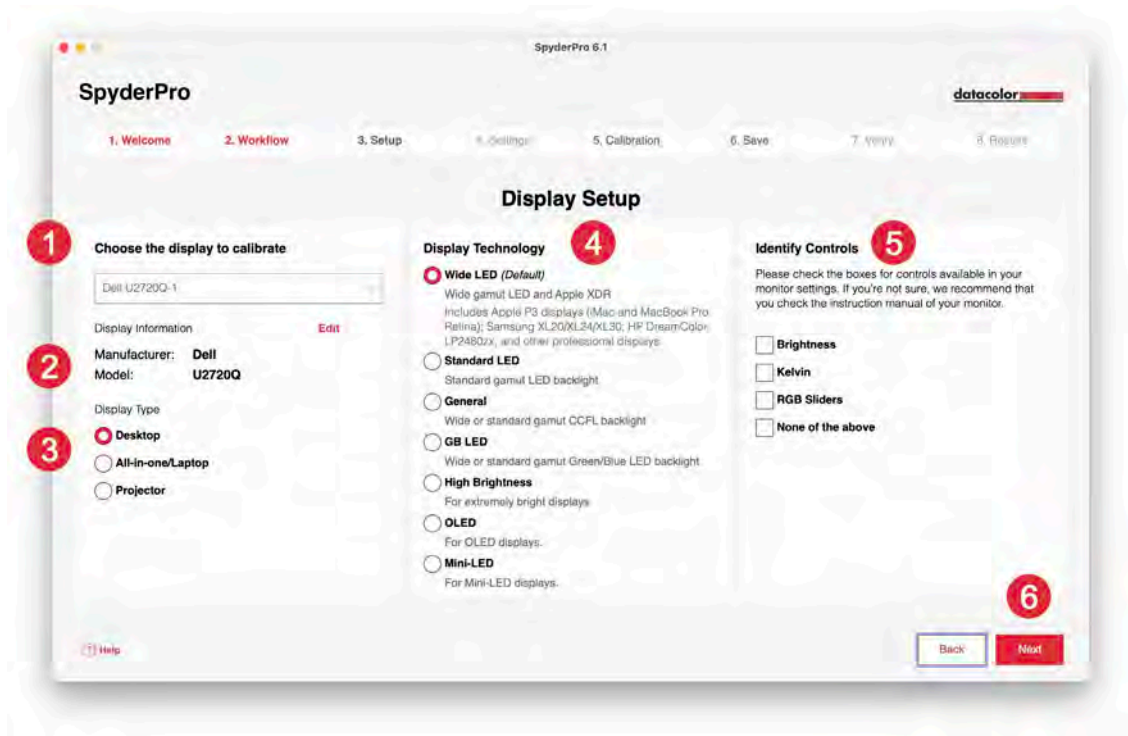 SpyderPro 6.1
SpyderPro
datacolor
1. Welcome
2. Workflow
3. Setup
4. Settings
5. Calibration
6. Save
7. Verify
8. Results
Display Setup
1
Choose the display to calibrate
Dell U2720Q-1
Display Information
Edit
2
Manufacturer: Dell
Model: U2720Q
Display Type
3
Desktop
All-in-one/Laptop
Projector
Display Technology
4
Wide LED (Default)
Wide gamut LED and Apple XDR
Includes Apple P3 displays (iMac and MacBook Pro
Retina); Samsung XL20/XL24/XL30; HP DreamColor
LP2480zx, and other professional displays
Standard LED
Standard gamut LED backlight
General
Wide or standard gamut CCFL backlight
GB LED
Wide or standard gamut Green/Blue LED backlight
High Brightness
For extremely bright displays
OLED
For OLED displays.
Mini-LED
For Mini-LED displays.
Identify Controls
5
Please check the boxes for controls available in your
monitor settings. If you're not sure, we recommend that
you check the instruction manual of your monitor.
Brightness
Kelvin
RGB Sliders
None of the above
6
? Help
Back
Next